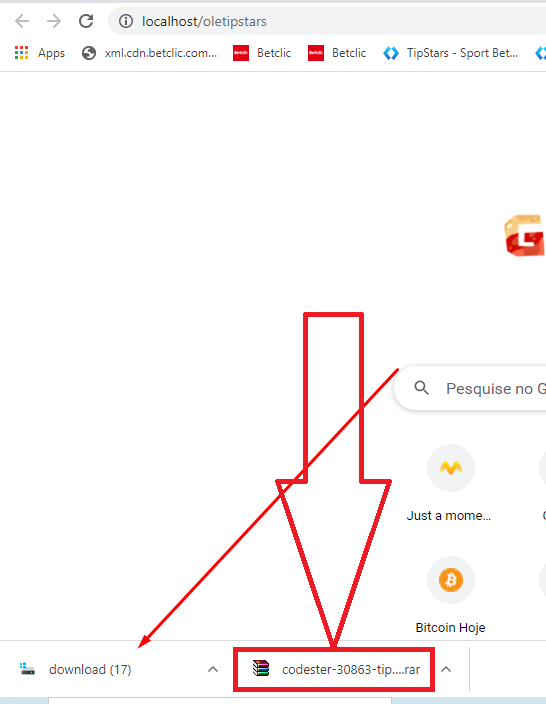 localhost/oletipstars
Apps xml.cdn.betclic.com... Betclic Betclic TipStars - Sport Bet...
G
Pesquise no G
Just a mome...
Bitcoin Hoje
download (17) codester-30863-tip....rar